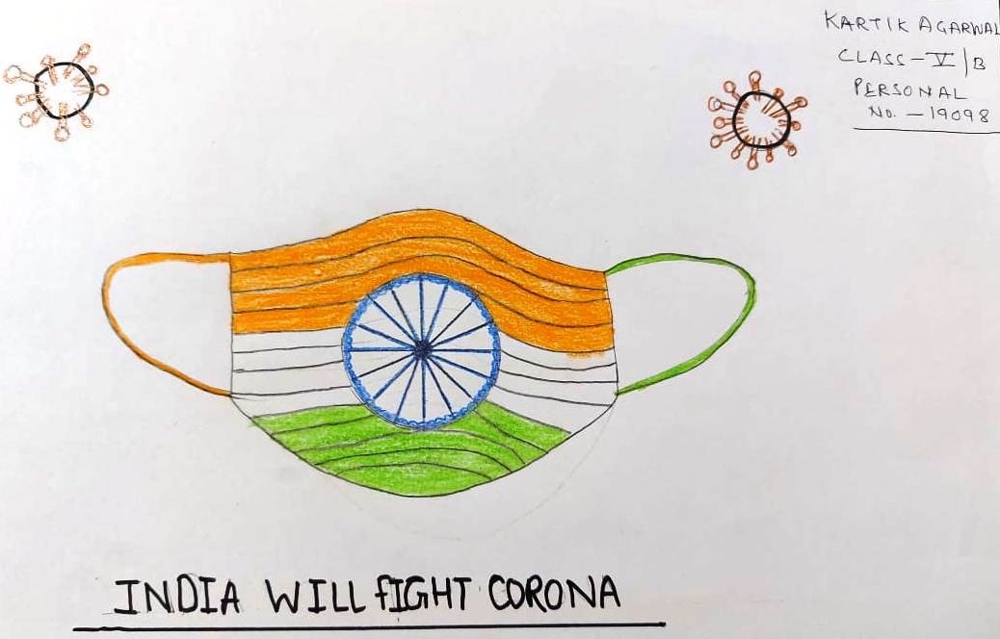 KARTIK AGARWAL
CLASS-V/B
PERSONAL
No. - 19098
INDIA WILL fIGHT CORONA